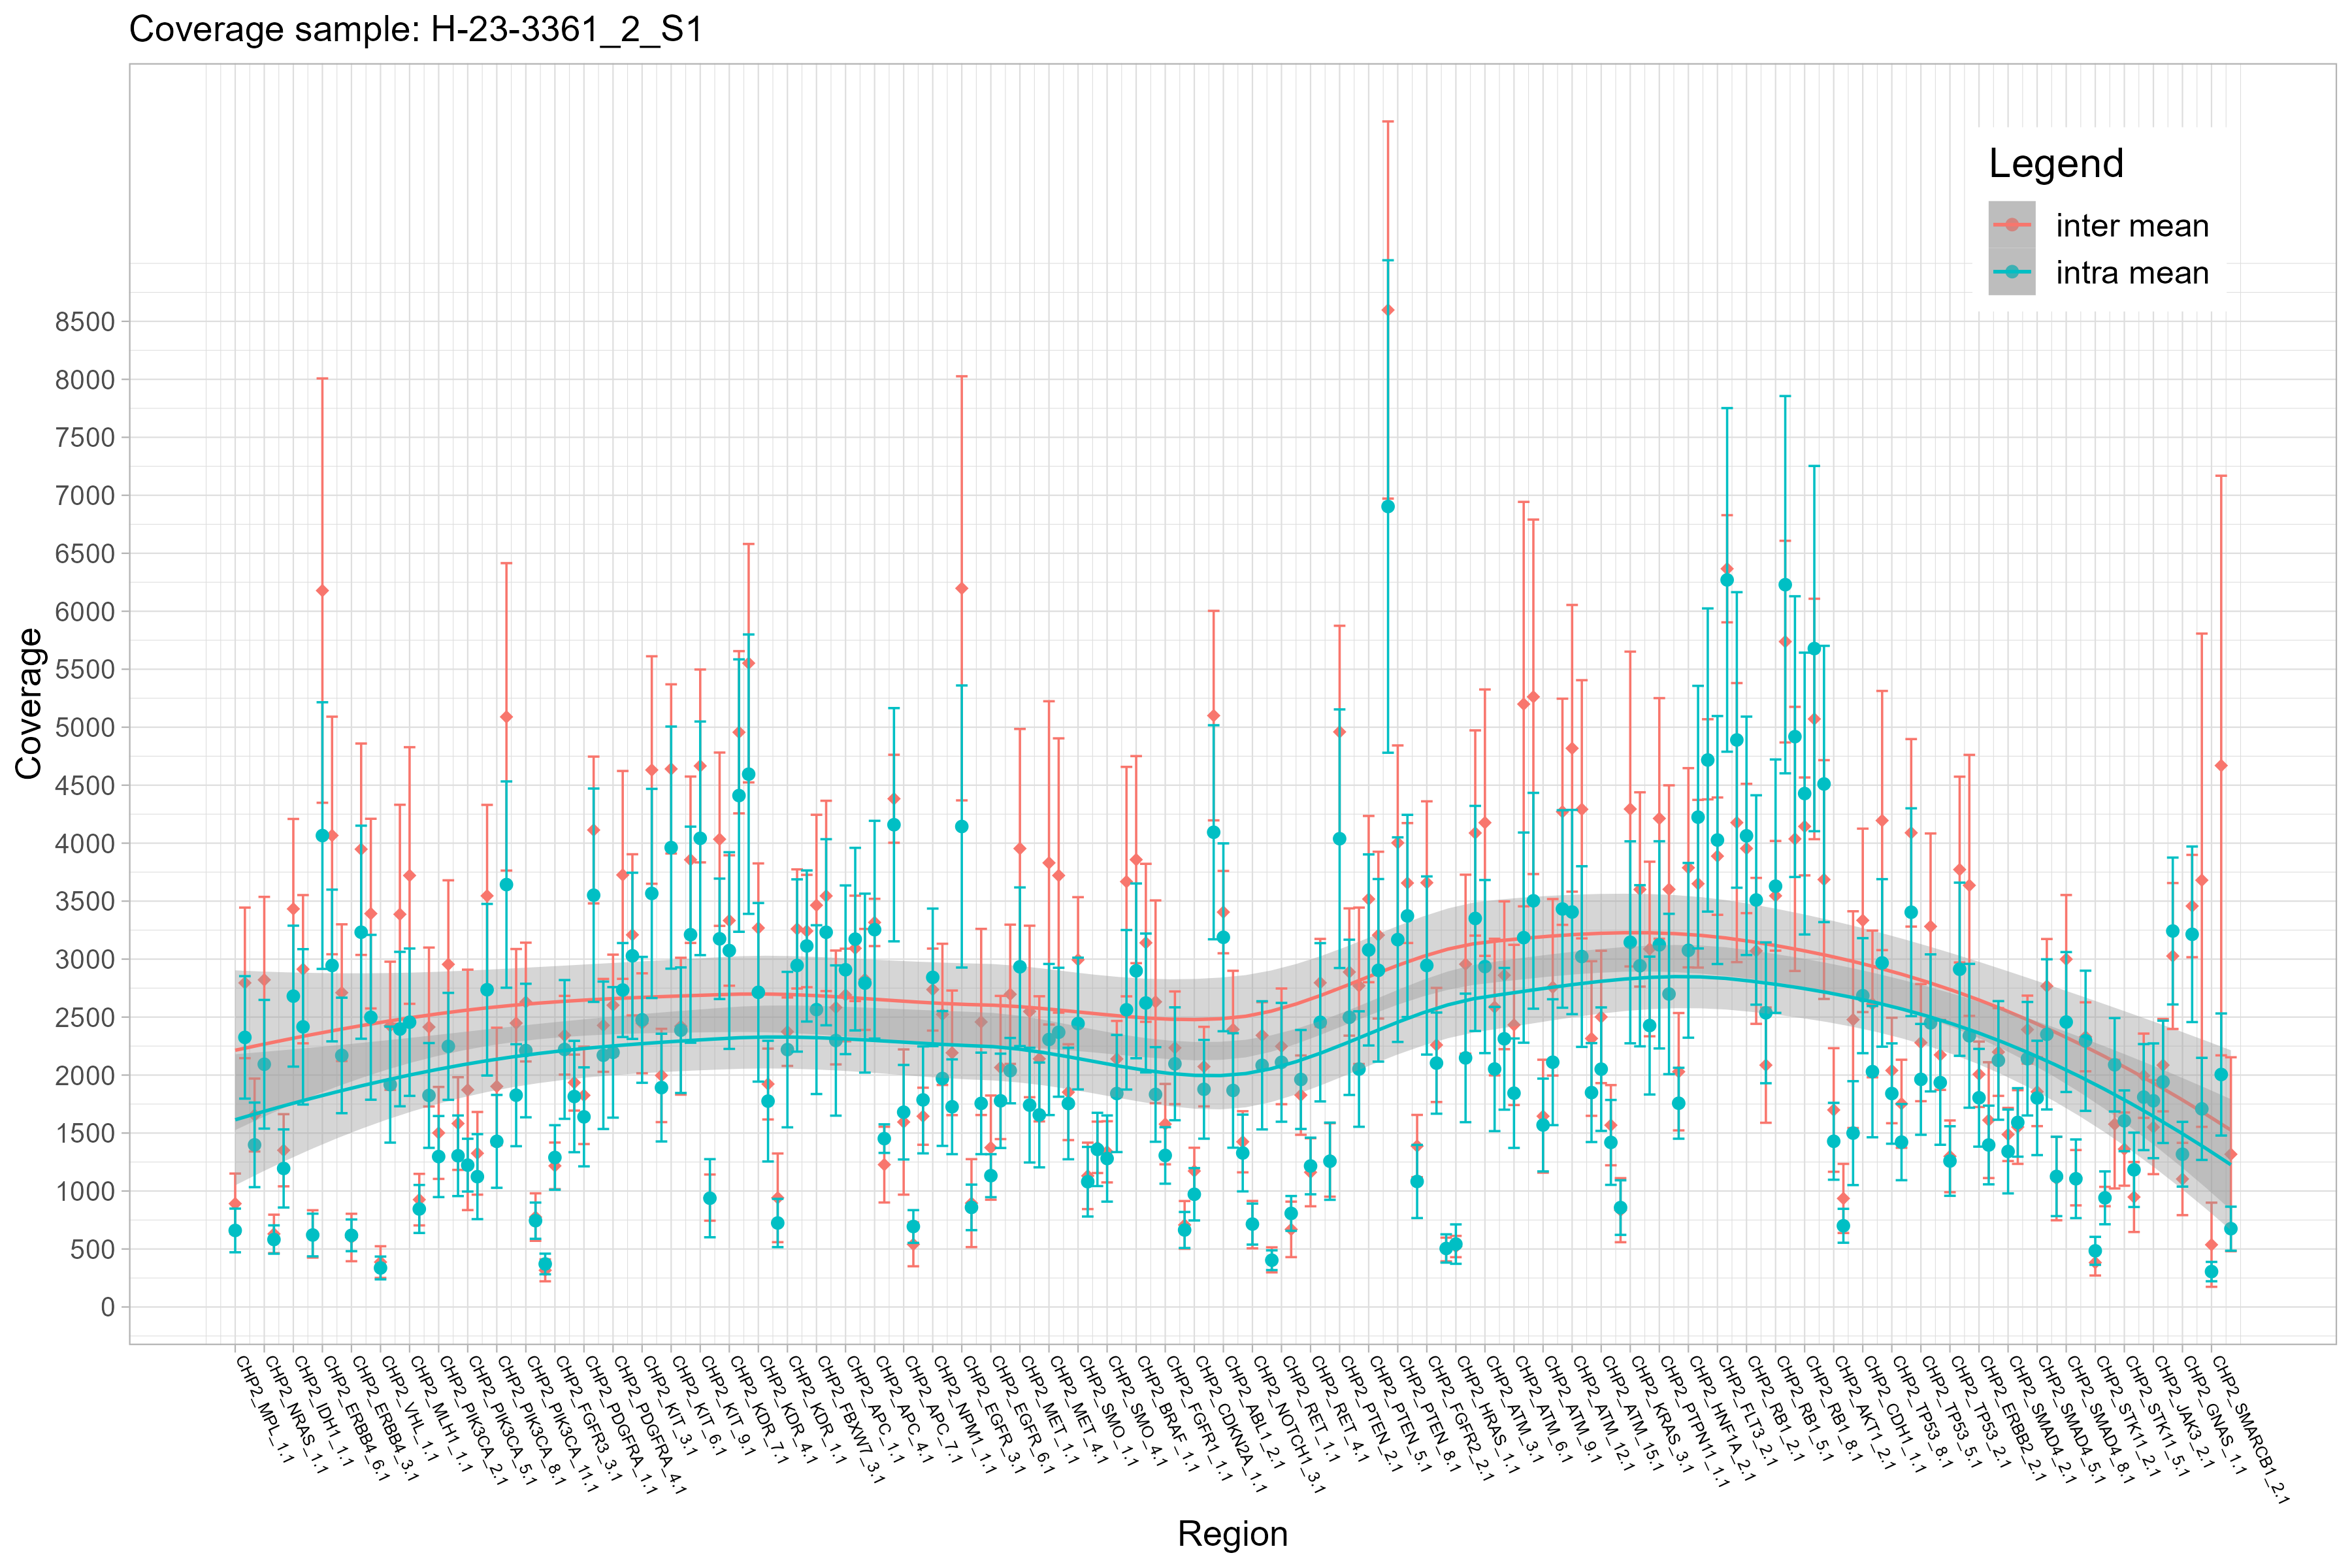 Coverage sample: H-23-3361_2_S1
Legend
inter mean
intra mean
Coverage
8500
8000
7500
7000
6500
6000
5500
5000
4500
4000
3500
3000
2500
2000
1500
1000
500
0
CHP2_MPL_1.1
CHP2_NRAS_1.1
CHP2_IDH1_1.1
CHP2_ERBB4_6.1
CHP2_ERBB4_3.1
CHP2_VHL_1.1
CHP2_MLH1_1.1
CHP2_PIK3CA_2.1
CHP2_PIK3CA_5.1
CHP2_PIK3CA_8.1
CHP2_PIK3CA_11.1
CHP2_FGFR3_3.1
CHP2_PDGFRA_1.1
CHP2_PDGFRA_4.1
CHP2_KIT_3.1
CHP2_KIT_6.1
CHP2_KIT_9.1
CHP2_KDR_7.1
CHP2_KDR_4.1
CHP2_KDR_1.1
CHP2_FBXW7_3.1
CHP2_APC_1.1
CHP2_APC_4.1
CHP2_APC_7.1
CHP2_NPM1_1.1
CHP2_EGFR_3.1
CHP2_EGFR_6.1
CHP2_MET_1.1
CHP2_MET_4.1
CHP2_SMO_1.1
CHP2_SMO_4.1
CHP2_BRAF_1.1
CHP2_FGFR1_1.1
CHP2_CDKN2A_1.1
CHP2_ABL1_2.1
CHP2_NOTCH1_3.1
CHP2_RET_1.1
CHP2_RET_4.1
CHP2_PTEN_2.1
CHP2_PTEN_5.1
CHP2_PTEN_8.1
CHP2_FGFR2_2.1
CHP2_HRAS_1.1
CHP2_ATM_3.1
CHP2_ATM_6.1
CHP2_ATM_9.1
CHP2_ATM_12.1
CHP2_ATM_15.1
CHP2_KRAS_3.1
CHP2_PTPN11_1.1
CHP2_HNF1A_2.1
CHP2_FLT3_2.1
CHP2_RB1_2.1
CHP2_RB1_5.1
CHP2_RB1_8.1
CHP2_AKT1_2.1
CHP2_CDH1_1.1
CHP2_TP53_8.1
CHP2_TP53_5.1
CHP2_TP53_2.1
CHP2_ERBB2_2.1
CHP2_SMAD4_2.1
CHP2_SMAD4_5.1
CHP2_SMAD4_8.1
CHP2_STK11_2.1
CHP2_STK11_5.1
CHP2_JAK3_2.1
CHP2_GNAS_1.1
CHP2_SMARCB1_2.1
Region